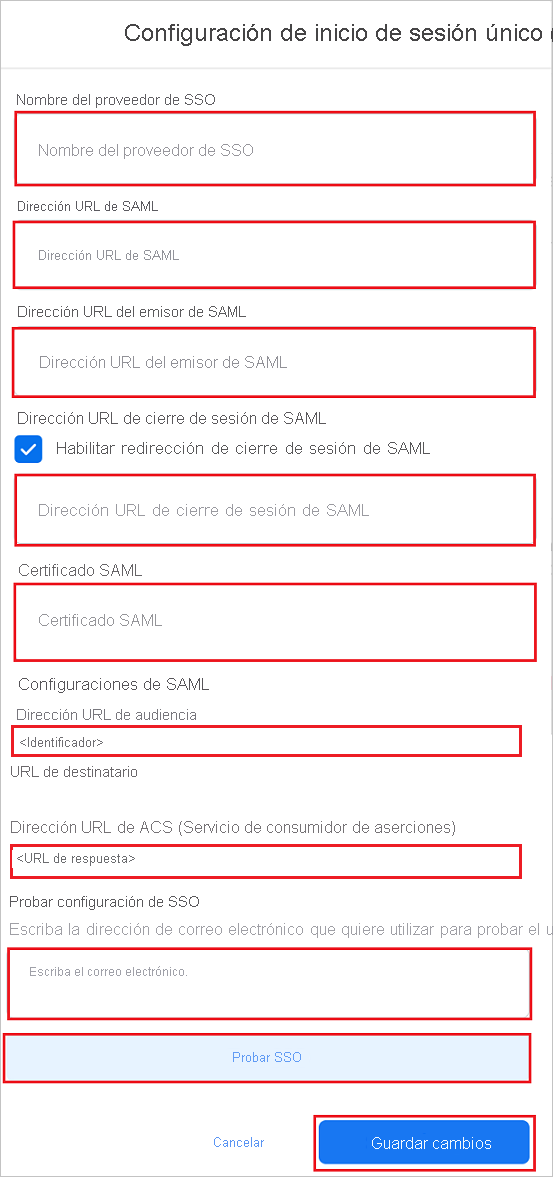 Configuración de inicio de sesión único
Nombre del proveedor de SSO
Nombre del proveedor de SSO
Dirección URL de SAML
Dirección URL de SAML
Dirección URL del emisor de SAML
Dirección URL del emisor de SAML
Dirección URL de cierre de sesión de SAML
Habilitar redirección de cierre de sesión de SAML
Dirección URL de cierre de sesión de SAML
Certificado SAML
Certificado SAML
Configuraciones de SAML
Dirección URL de audiencia
<Identificador>
URL de destinatario
Dirección URL de ACS (Servicio de consumidor de aserciones)
<URL de respuesta>
Probar configuración de SSO
Escriba la dirección de correo electrónico que quiere utilizar para probar el
Escriba el correo electrónico.
Probar SSO
Cancelar
Guardar cambios